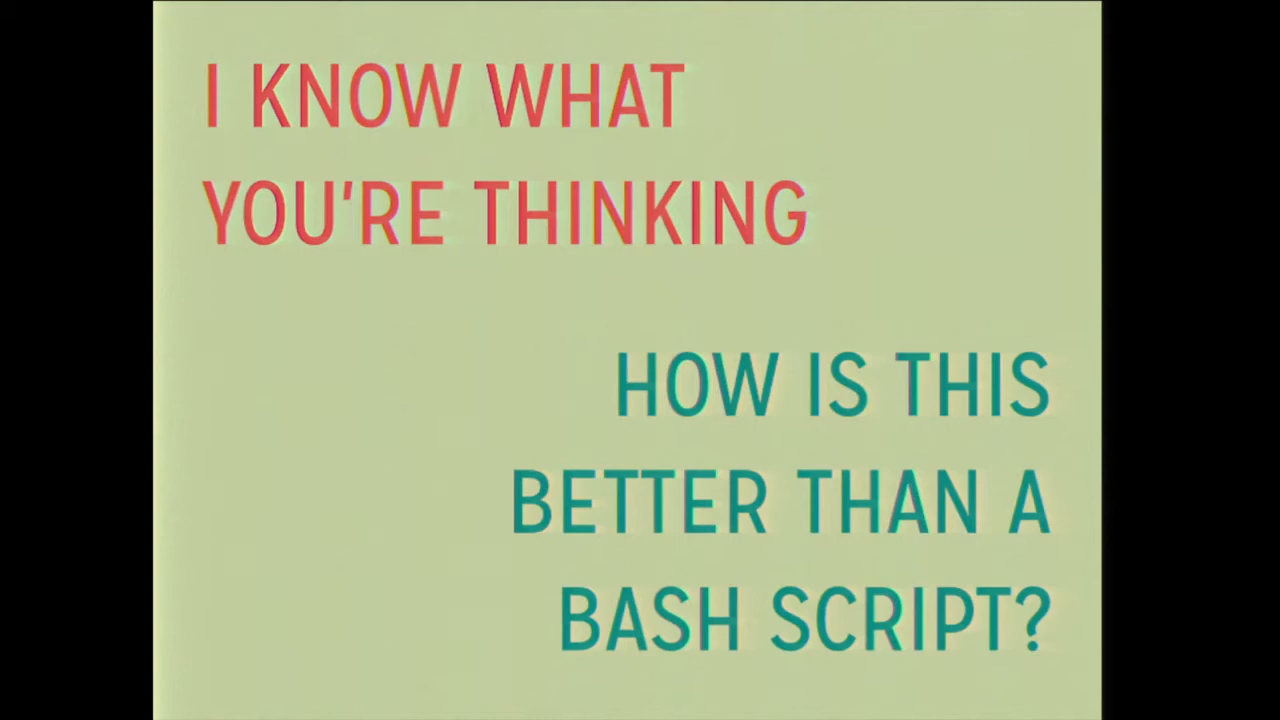 I KNOW WHAT
YOU'RE THINKING
HOW IS THIS
BETTER THAN A
BASH SCRIPT?